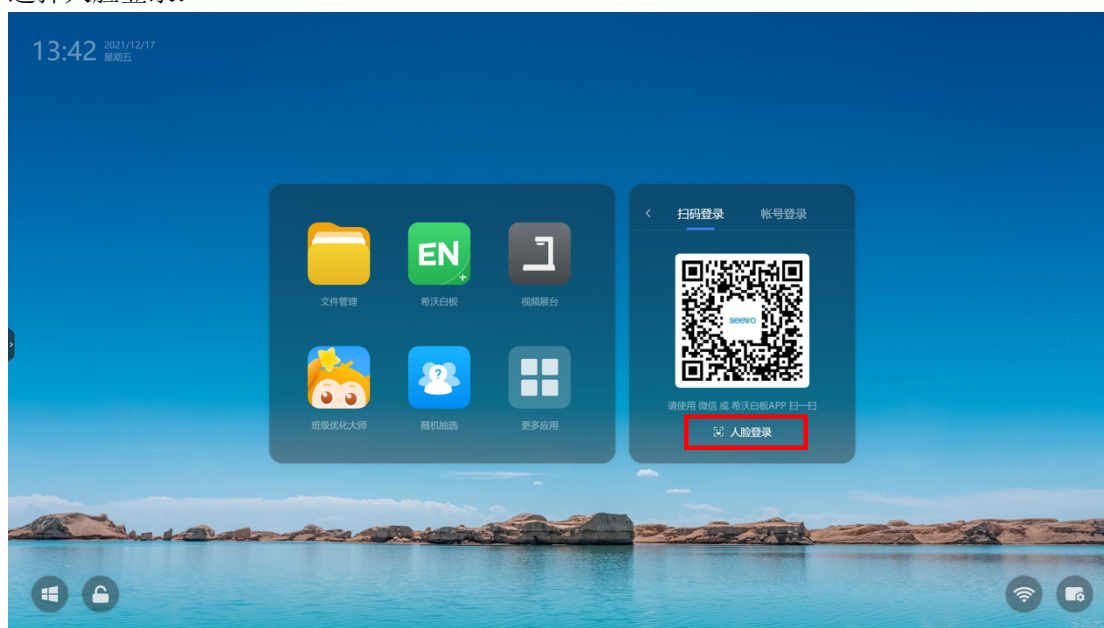 选择人脸登录.
13:42 2021/12/17
星期五
扫码登录 帐号登录
EN
文件管理 希沃白板 视频展台
seewo
请使用 微信 或 希沃白板APP 扫一扫
班级优化大师 随机抽选 更多应用
人脸登录